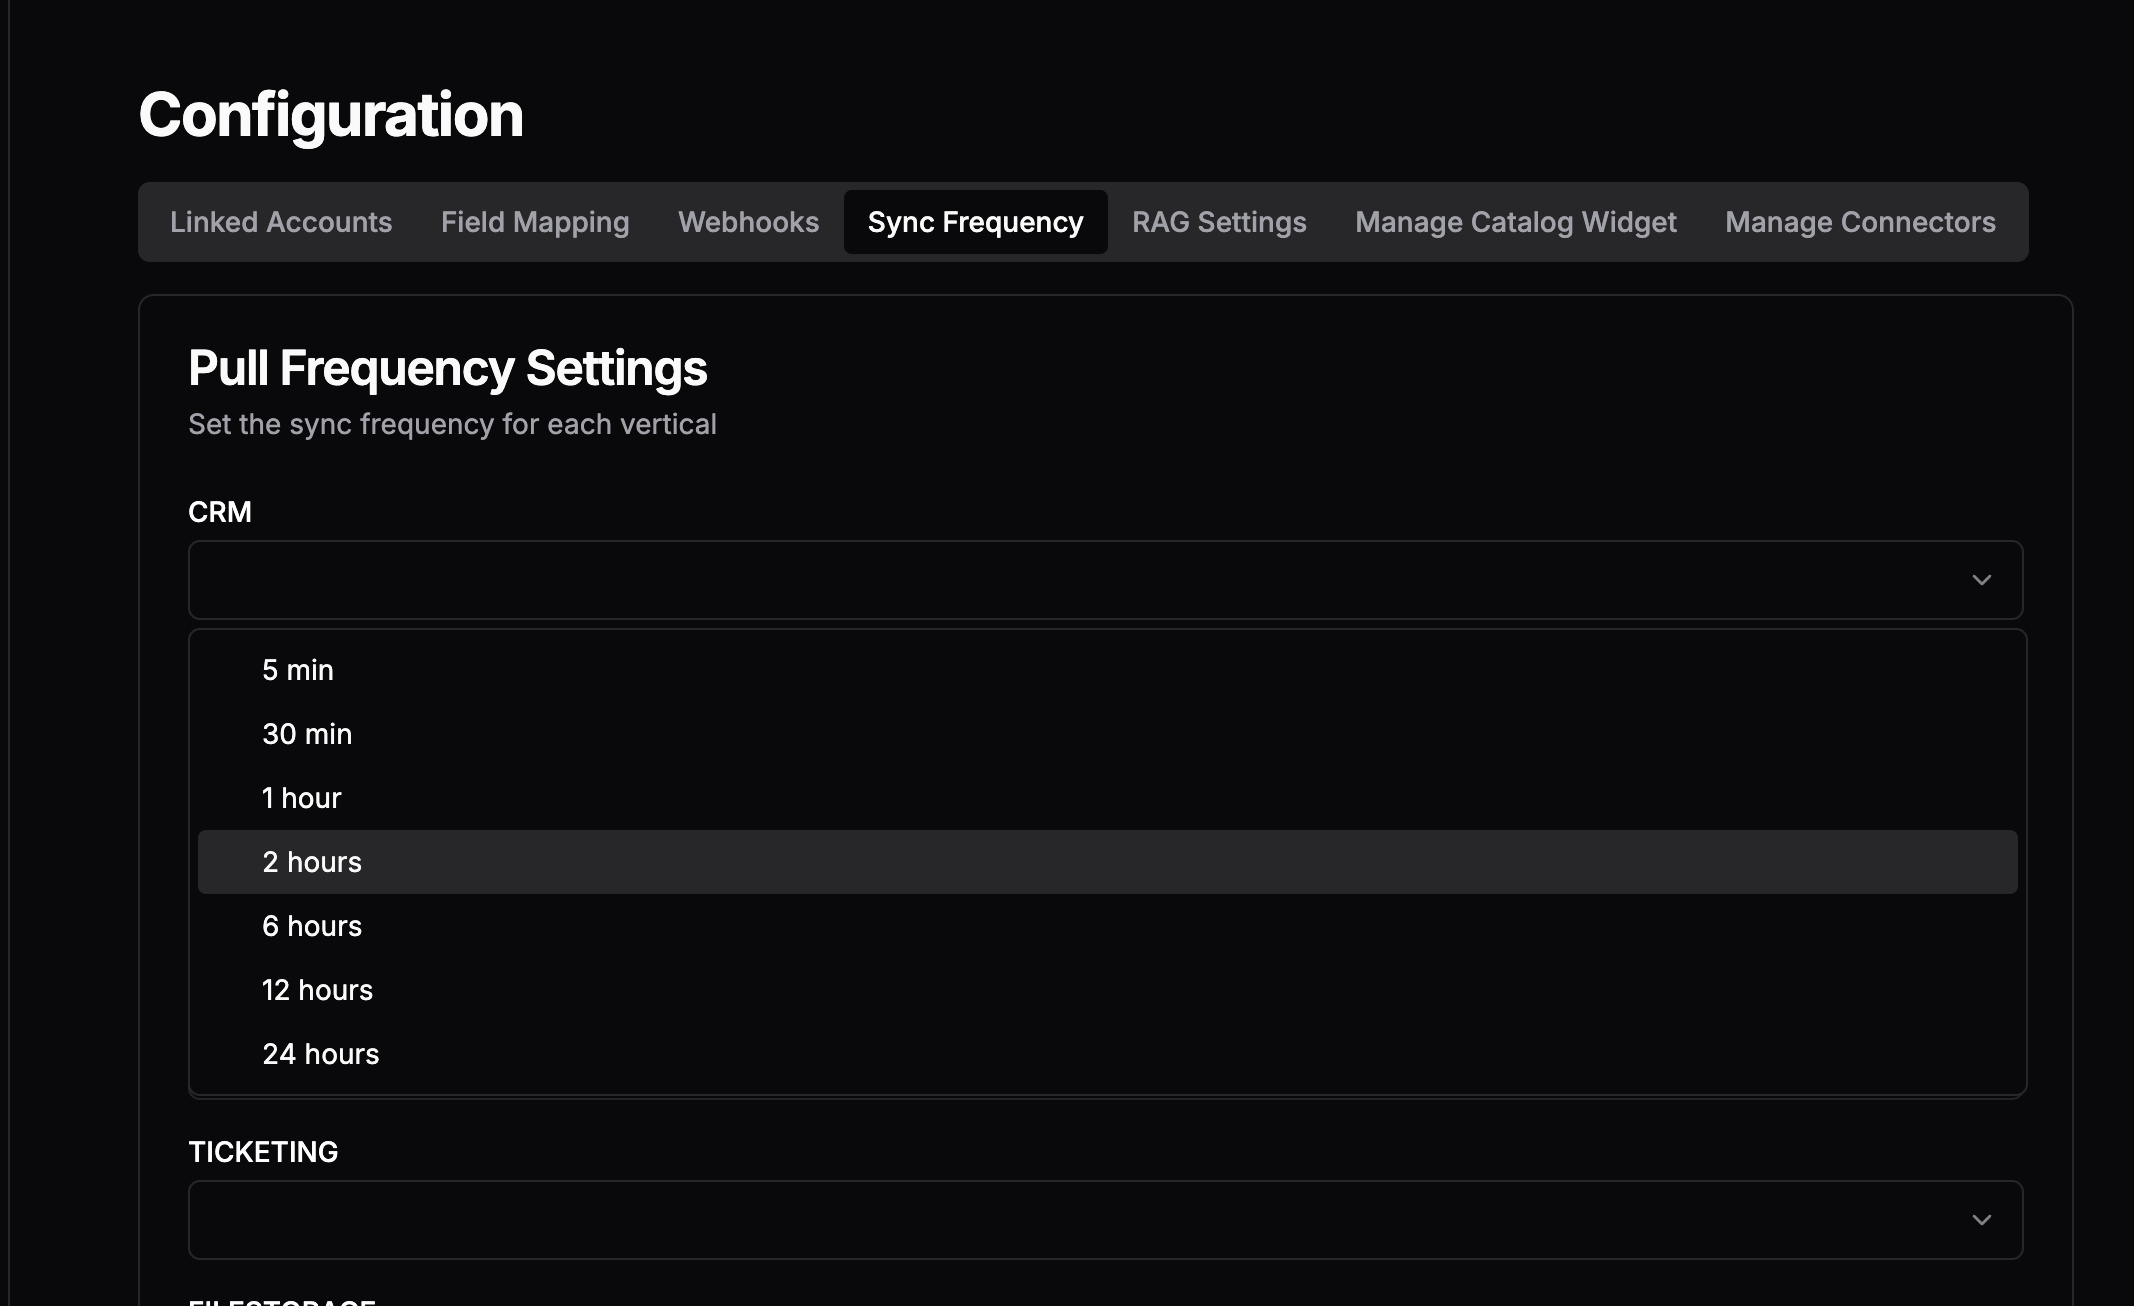 Configuration
Linked Accounts Field Mapping Webhooks Sync Frequency RAG Settings Manage Catalog Widget Manage Connectors
Pull Frequency Settings
Set the sync frequency for each vertical
CRM
5 min
30 min
1 hour
2 hours
6 hours
12 hours
24 hours
TICKETING
FILESTORAGE